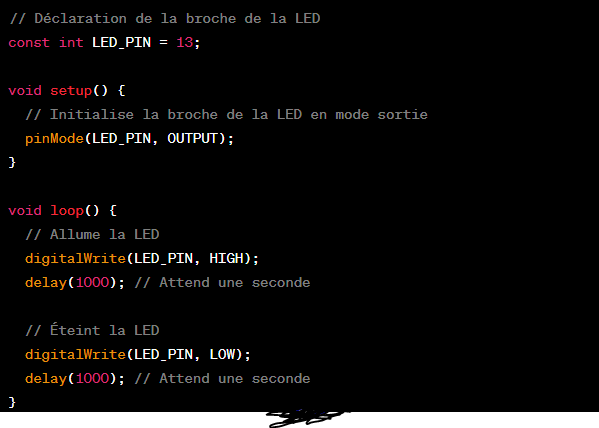 // Déclaration de la broche de la LED
const int LED_PIN = 13;
void setup() {
// Initialise la broche de la LED en mode sortie
pinMode(LED_PIN, OUTPUT);
}
void loop() {
// Allume la LED
digitalWrite(LED_PIN, HIGH);
delay(1000); // Attend une seconde
// Éteint la LED
digitalWrite(LED_PIN, LOW);
delay(1000); // Attend une seconde
}